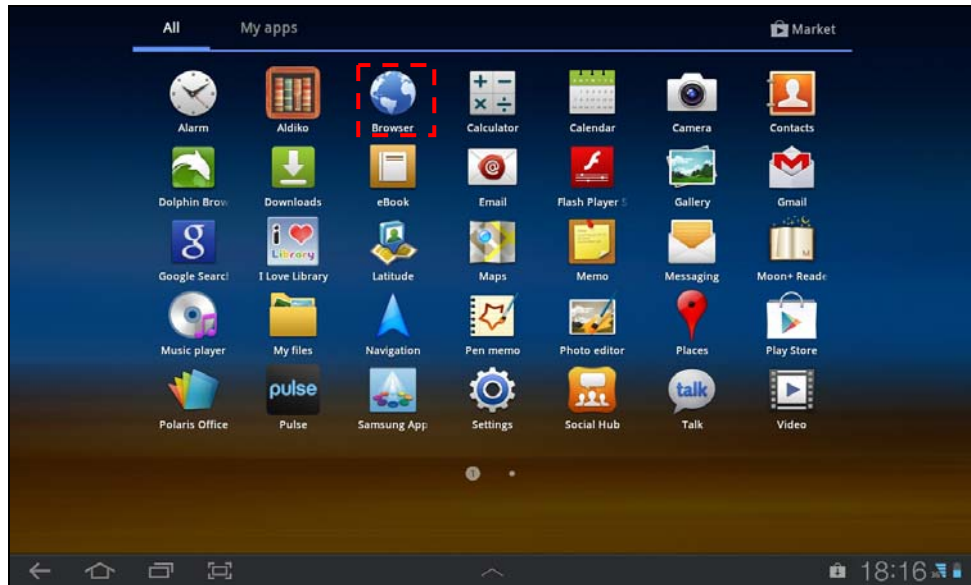 All My apps Market
Alarm Aldiko Browser Calculator Calendar Camera Contacts
Dolphin Brow Downloads eBook Email Flash Player S Gallery Gmail
g i Library
Google Searcl I Love Library Latitude Maps Memo Messaging Moon+ Reade
Music player My files Navigation Pen memo Photo editor Places Play Store
pulse talk
Polaris Office Pulse Samsung App Settings Social Hub Talk Video
1
18:16